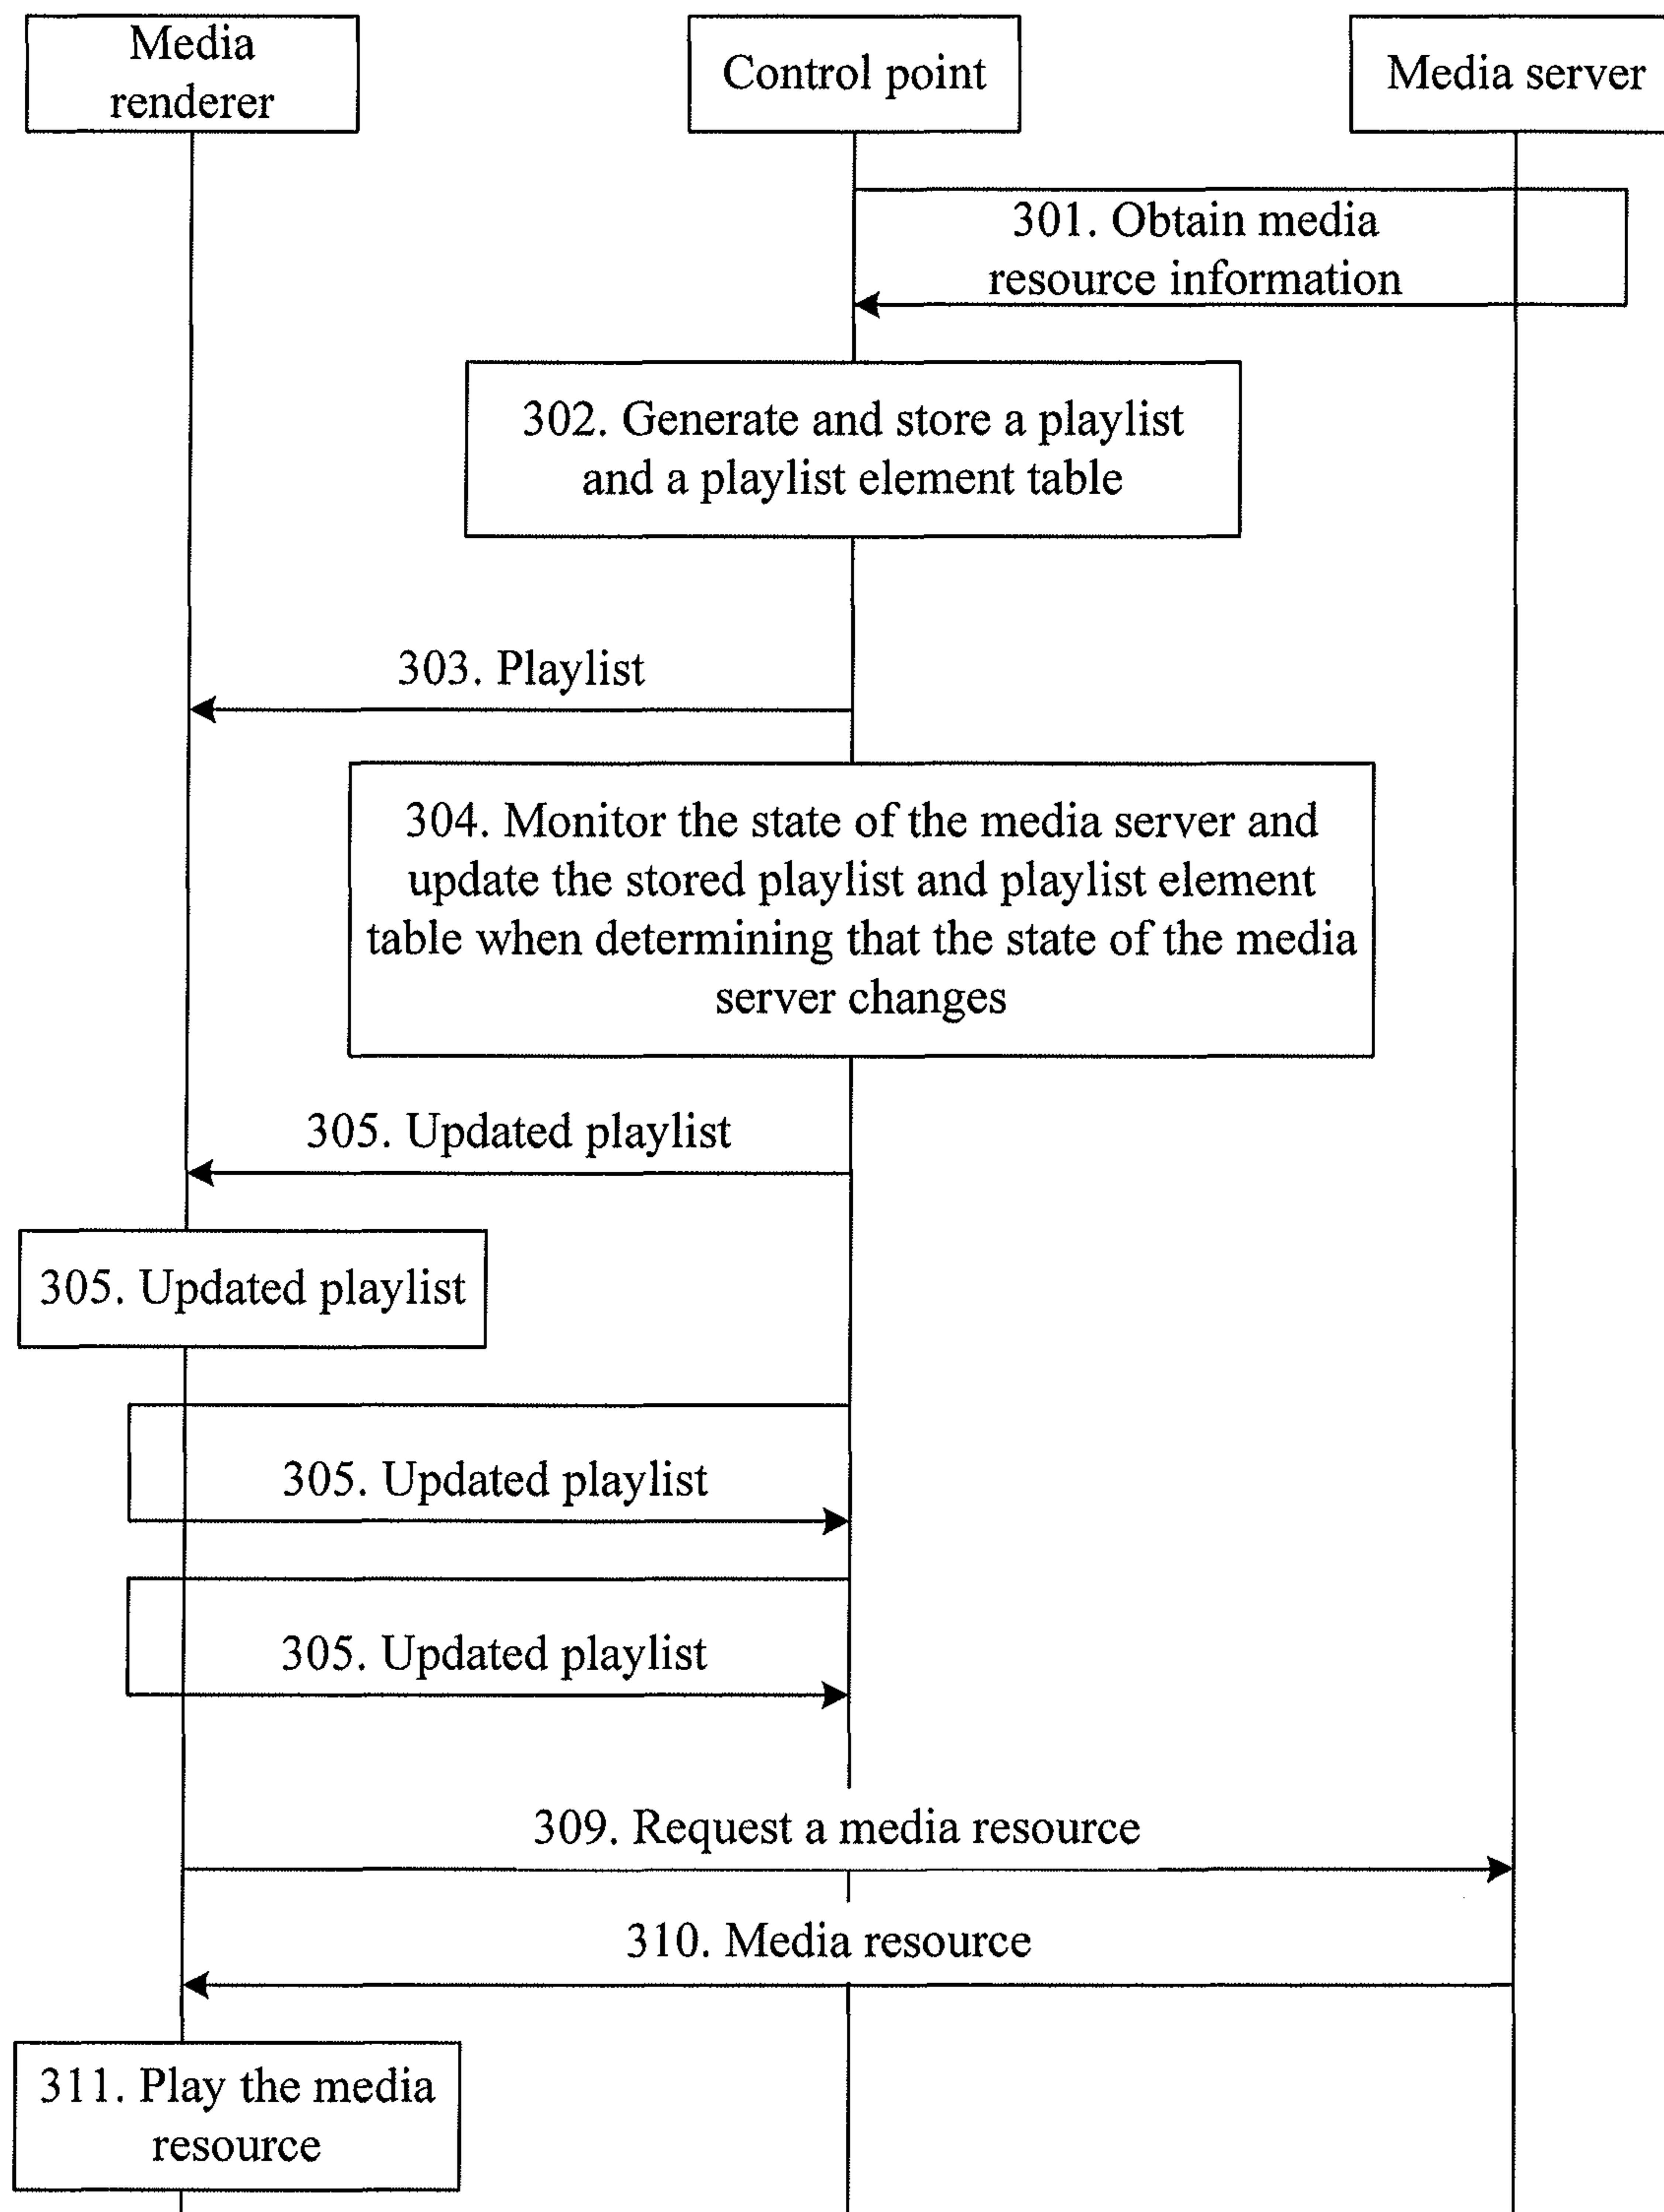 Media
renderer
Control point
Media server
301. Obtain media
resource information
302. Generate and store a playlist
and a playlist element table
303. Playlist
304. Monitor the state of the media server and
update the stored playlist and playlist element
table when determining that the state of the media
server changes
305. Updated playlist
305. Updated playlist
305. Updated playlist
305. Updated playlist
309. Request a media resource
310. Media resource
311. Play the media
resource